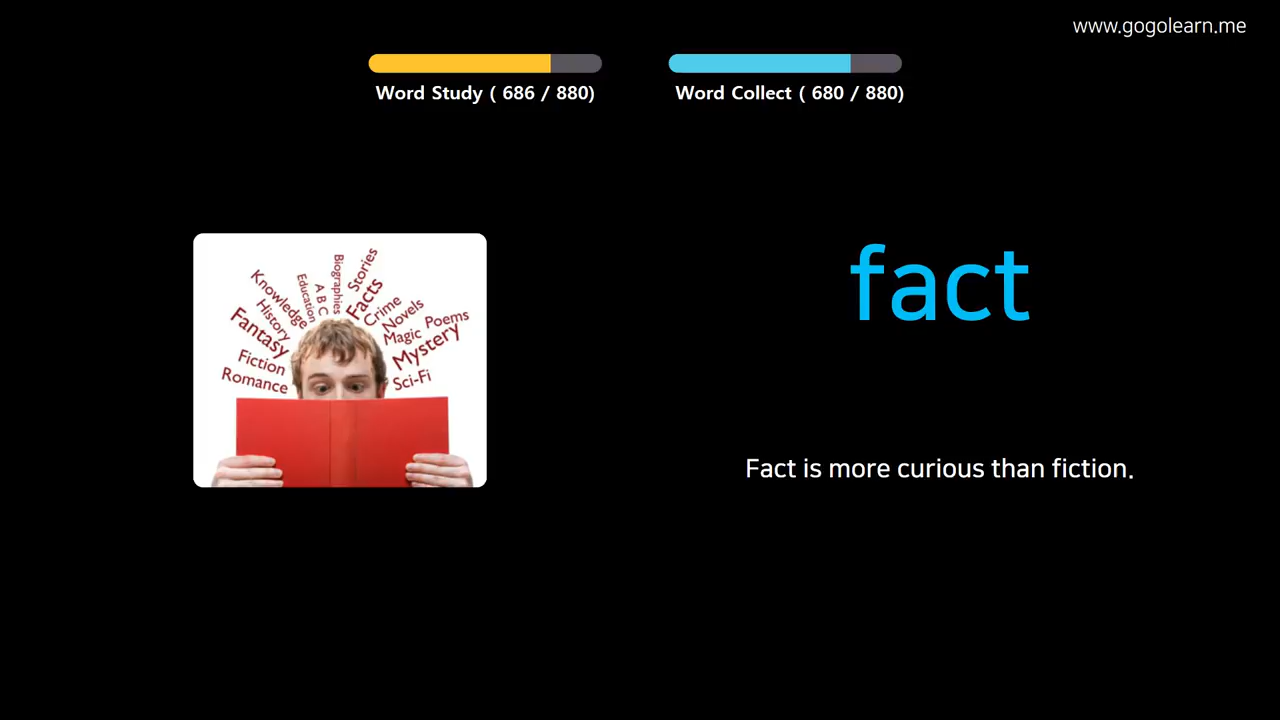 www.gogolearn.me
Word Study ( 686 / 880)
Word Collect ( 680 / 880)
Stories
Biographies
Facts
Education
A B C
Knowledge
Crime
History
Novels
Poems
Fantasy
Magic
Mystery
Fiction
Romance
Sci-Fi
fact
Fact is more curious than fiction.